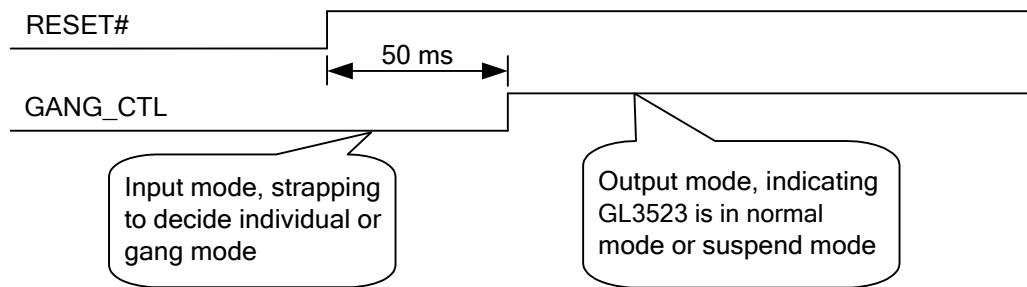 RESET#
50 ms
GANG_CTL
Input mode, strapping
to decide individual or
gang mode
Output mode, indicating
GL3523 is in normal
mode or suspend mode